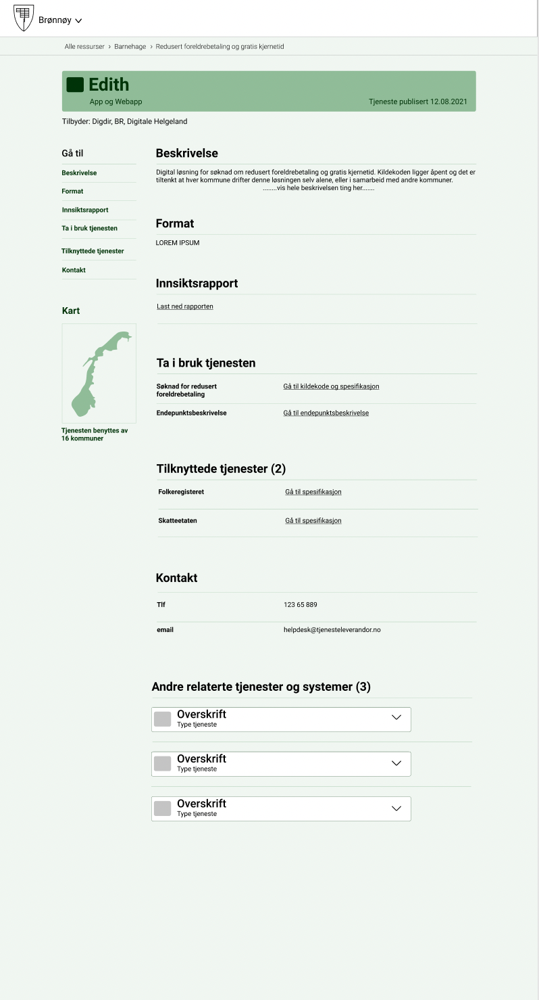 Brønnøy
Alle ressurser › Barnehage › Redusert foreldrebetaling og gratis kjernetid
Edith
App og Webapp
Tjeneste publisert 12.08.2021
Tilbyder: Digdir, BR, Digitale Helgeland
Gå til
Beskrivelse
Format
Innsiktsrapport
Ta i bruk tjenesten
Tilknyttede tjenester
Kontakt
Kart
Tjenesten benyttes av
16 kommuner
Beskrivelse
Digital løsning for søknad om redusert foreldrebetaling og gratis kjernetid. Kildekoden ligger åpent og det er
tiltenkt at hver kommune drifter denne løsningen selv alene, eller i samarbeid med andre kommuner.
........vis hele beskrivelsen ting her.......
Format
LOREM IPSUM
Innsiktsrapport
Last ned rapporten
Ta i bruk tjenesten
Søknad for redusert
foreldrebetaling
Gå til kildekode og spesifikasjon
Endepunktsbeskrivelse
Gå til endepunktsbeskrivelse
Tilknyttede tjenester (2)
Folkeregisteret
Gå til spesifikasjon
Skatteetaten
Gå til spesifikasjon
Kontakt
Tlf
123 65 889
email
helpdesk@tjenesteleverandor.no
Andre relaterte tjenester og systemer (3)
Overskrift
Type tjeneste
Overskrift
Type tjeneste
Overskrift
Type tjeneste